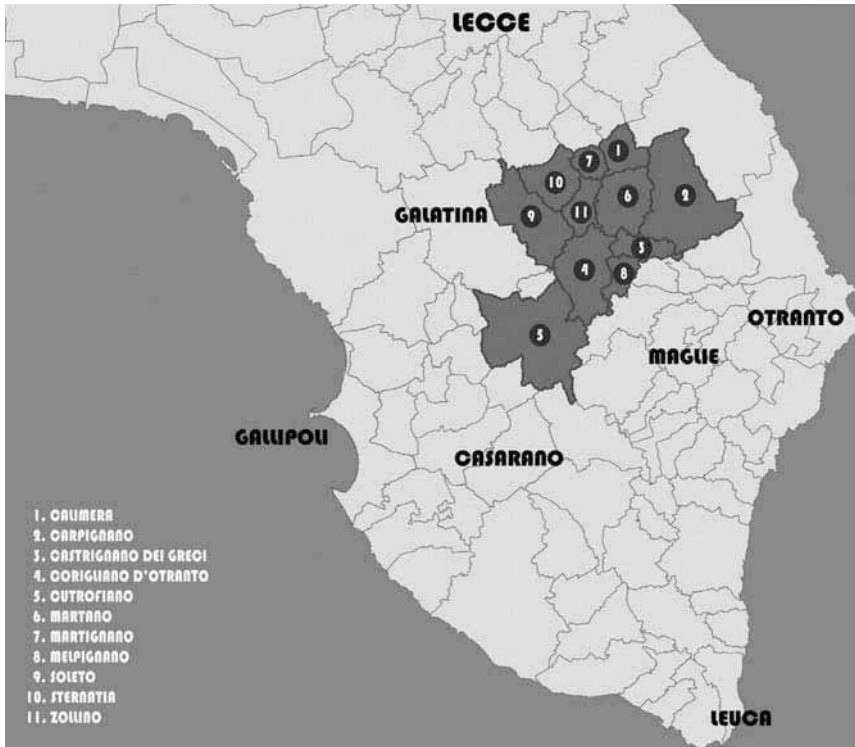 LECCE
1
7
10
6
2
9
11
GALATINA
3
4
8
OTRANTO
5
MAGLIE
GALLIPOLI
CASARANO
1. CALIMERA
2. CARPIGNANO
3. CASTRIGNANO DEI GRECI
4. CORIGLIANO D'OTRANTO
5. CUTROFIANO
6. MARTANO
7. MARTIGNANO
8. MELPIGNANO
9. SOLETO
10. STERNATIA
11. ZOLLINO
LEUCA